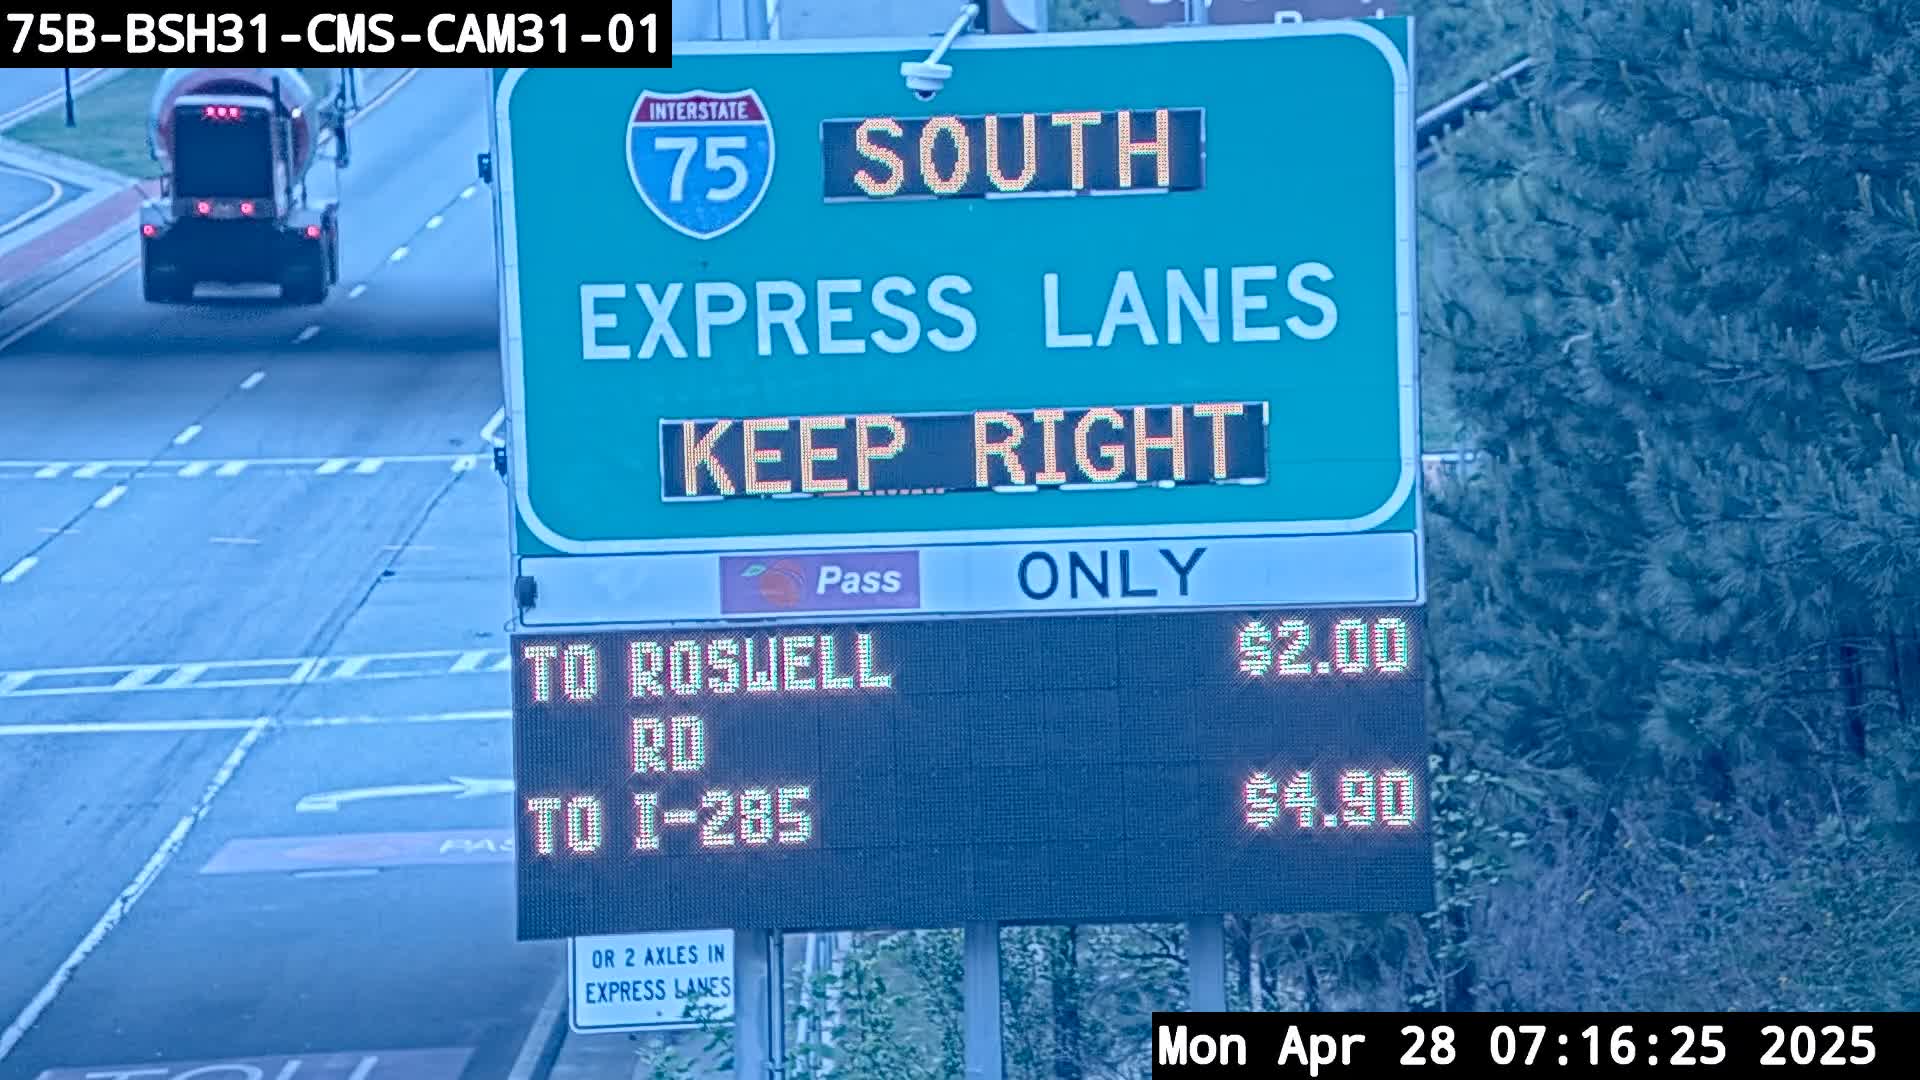 75B-BSH31-CMS-CAM31-01
INTERSTATE
75
SOUTH
EXPRESS LANES
KEEP RIGHT
Pass ONLY
TO ROSWELL $2.00
RD
TO I-285 $4.90
OR 2 AXLES IN
EXPRESS LANES
TOLL
Mon Apr 28 07:16:25 2025